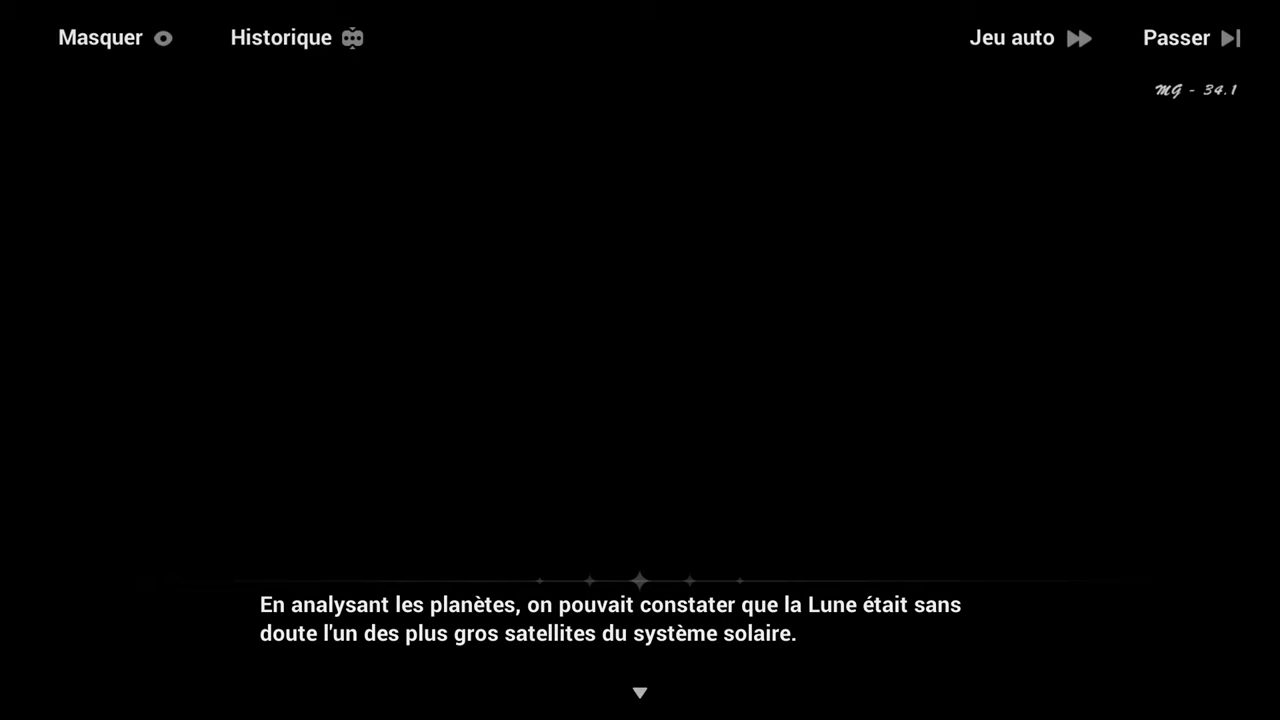 Masquer
Historique
Jeu auto
Passer
MG - 34.1
En analysant les planètes, on pouvait constater que la Lune était sans
doute l'un des plus gros satellites du système solaire.